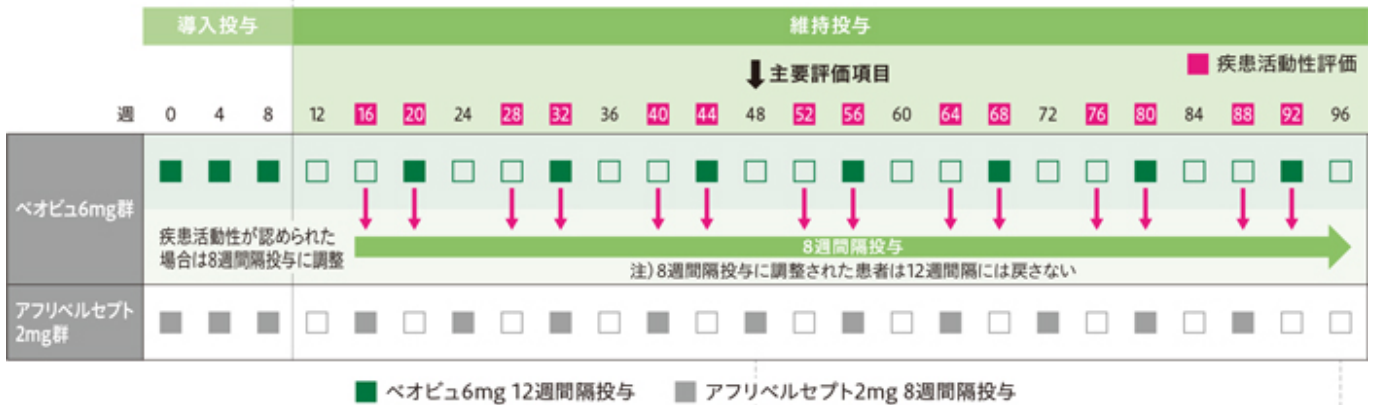 導入投与 維持投与
主要評価項目 疾患活動性評価
週 0 4 8 12 16 20 24 28 32 36 40 44 48 52 56 60 64 68 72 76 80 84 88 92 96
ベオビュ6mg群
疾患活動性が認められた
場合は8週間隔投与に調整
8週間隔投与
注）8週間隔投与に調整された患者は12週間隔には戻さない
アフリベルセプト
2mg群
ベオビュ6mg 12週間隔投与 アフリベルセプト2mg 8週間隔投与